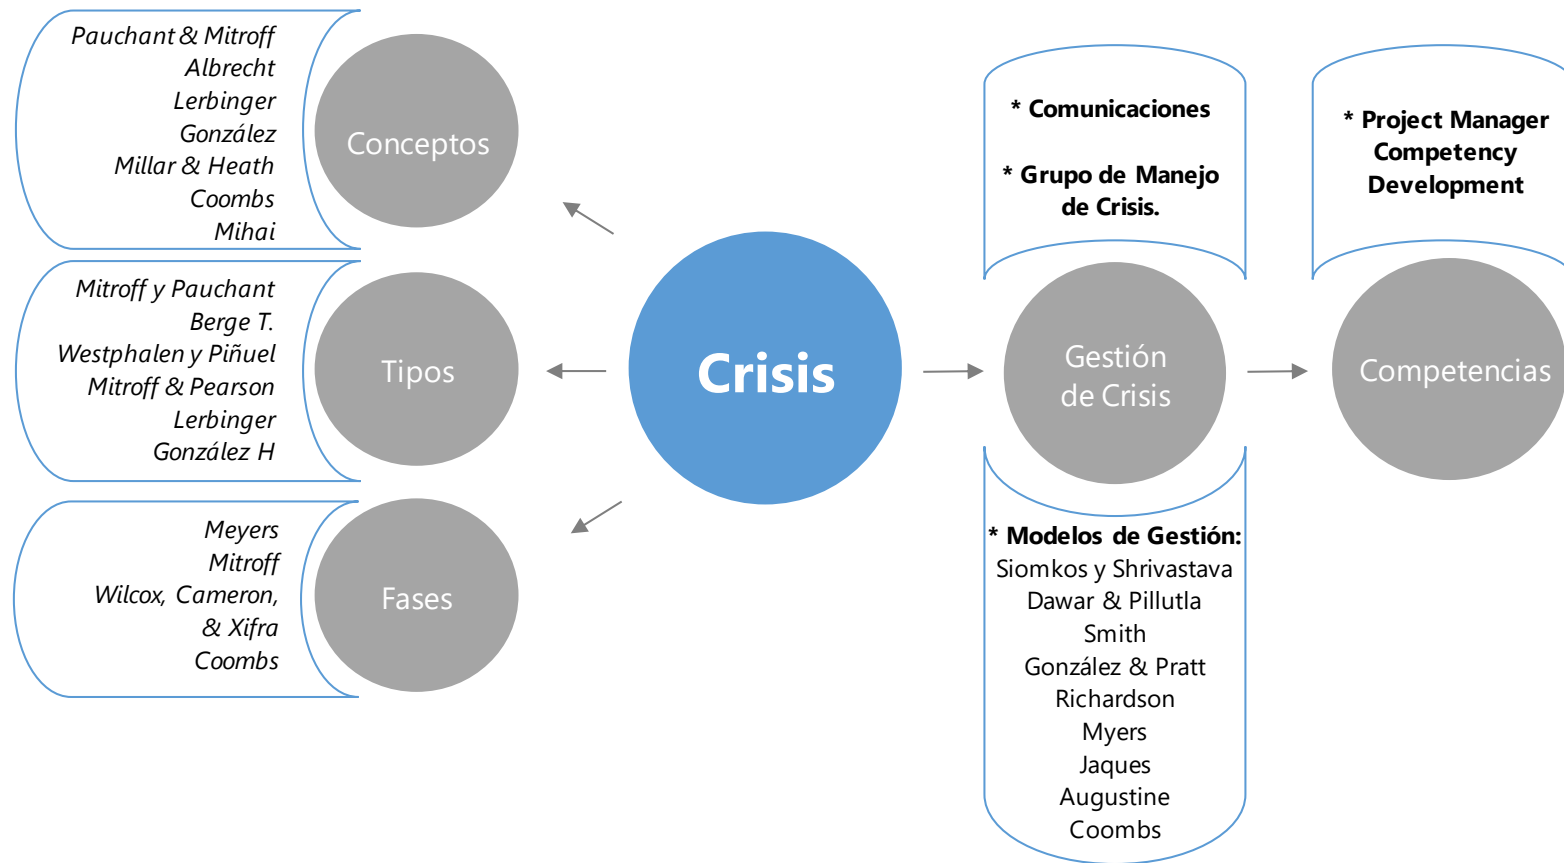 Pauchant & Mitroff
Albrecht
Lerbinger
González
Millar & Heath
Coombs
Mihai
Conceptos
Mitroff y Pauchant
Berge T.
Westphalen y Piñuel
Mitroff & Pearson
Lerbinger
González H
Tipos
Meyers
Mitroff
Wilcox, Cameron,
& Xifra
Coombs
Fases
Crisis
* Comunicaciones
* Grupo de Manejo
de Crisis.
Gestión
de Crisis
* Modelos de Gestión:
Siomkos y Shrivastava
Dawar & Pillutla
Smith
González & Pratt
Richardson
Myers
Jaques
Augustine
Coombs
* Project Manager
Competency
Development
Competencias